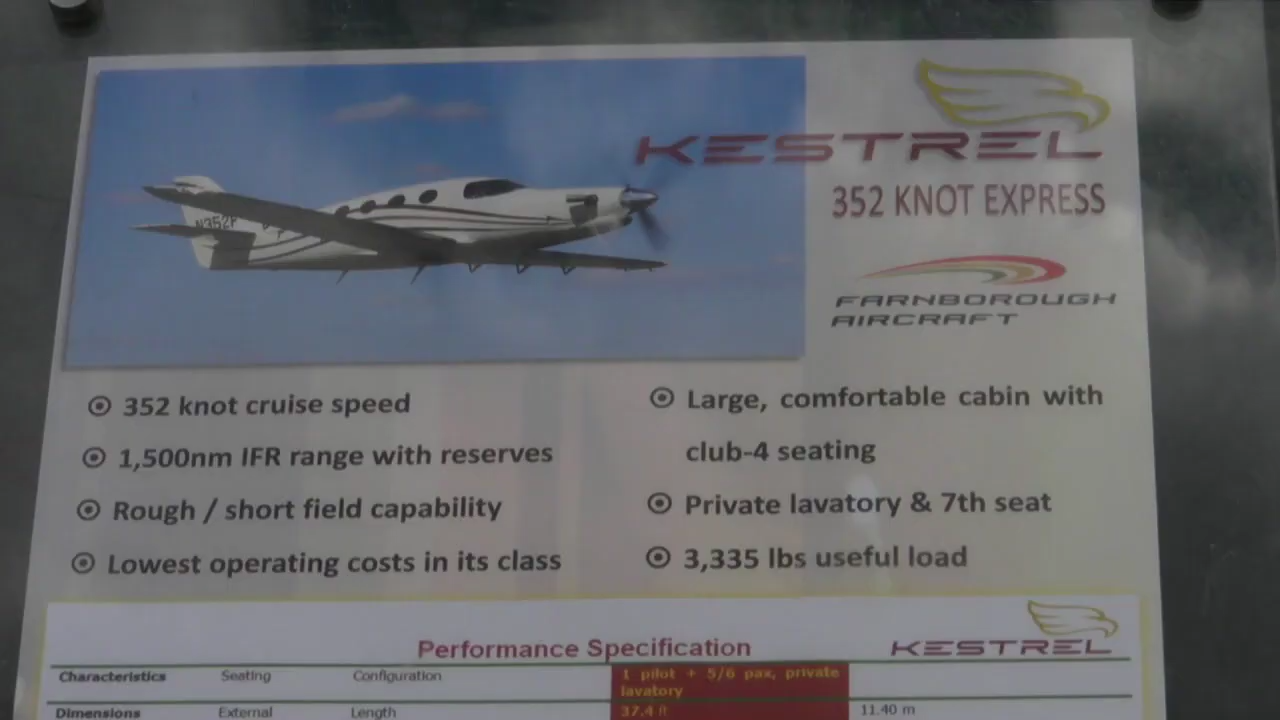 KESTREL
352 KNOT EXPRESS
FARNBOROUGH
AIRCRAFT
N352F
352 knot cruise speed
1,500nm IFR range with reserves
Rough / short field capability
Lowest operating costs in its class
Large, comfortable cabin with
club-4 seating
Private lavatory & 7th seat
3,335 lbs useful load
Performance Specification
KESTREL
Characteristics Seating Configuration 1 pilot + 5/6 pax, private
lavatory
Dimensions External Length 37.4 ft 11.40 m